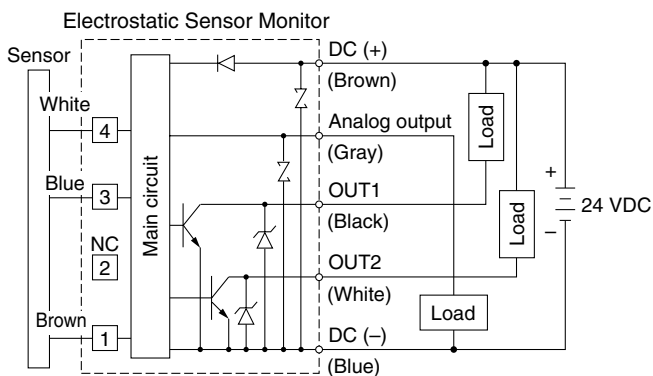 Electrostatic Sensor Monitor
Sensor
DC (+)
(Brown)
White
4
Analog output
(Gray)
Load
Blue
3
Main circuit
OUT1
(Black)
Load
+
24 VDC
–
NC
2
OUT2
(White)
Load
Brown
1
DC (–)
(Blue)